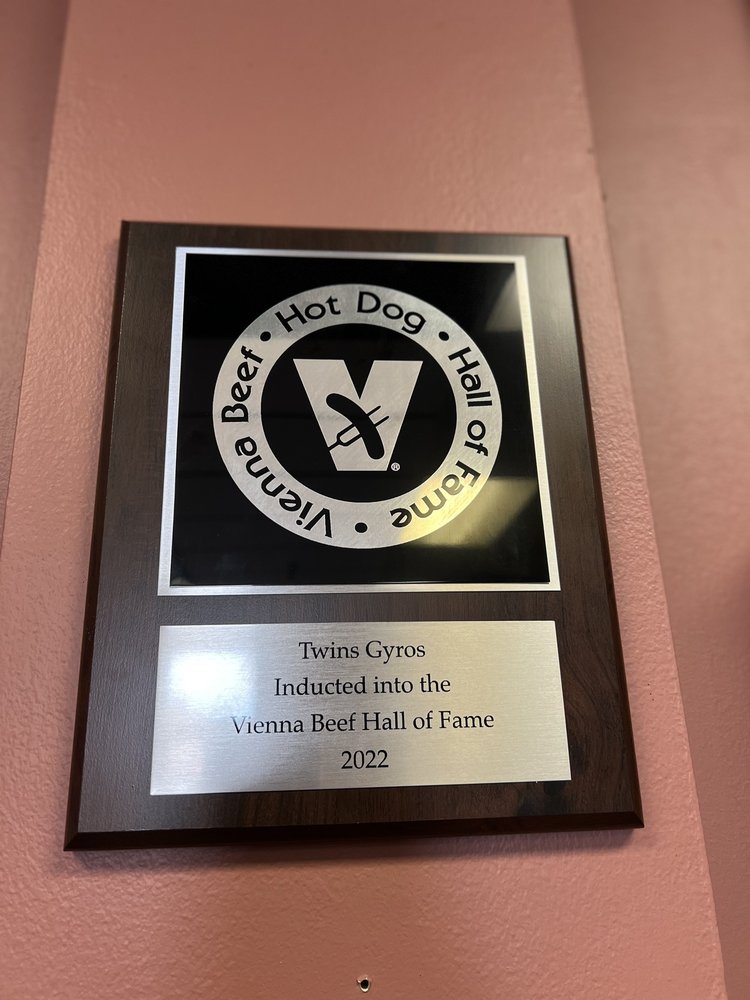 Vienna Beef • Hot Dog • Hall of Fame •
V®
Twins Gyros
Inducted into the
Vienna Beef Hall of Fame
2022